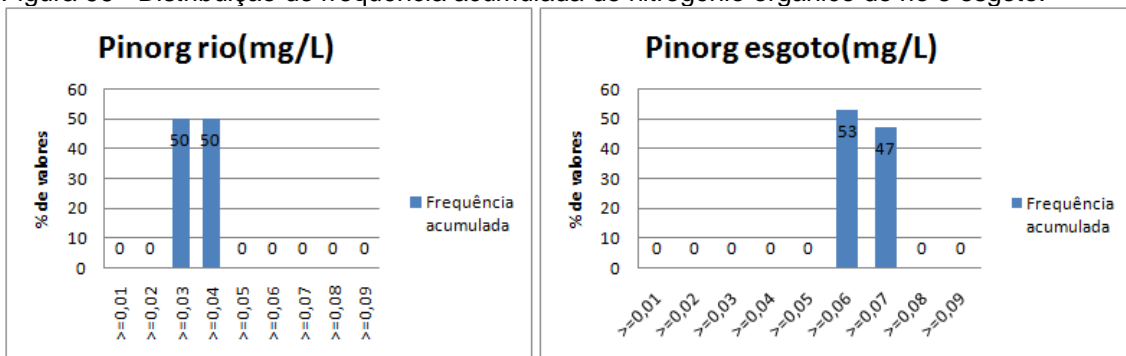 Figura 36 - Distribuição de frequência acumulada de nitrogênio orgânico do rio e esgoto.
Pinorg rio(mg/L)
60
50
40
30
20
10
0
% de valores
0 0 50 50 0 0 0 0 0
>=0,01 >=0,02 >=0,03 >=0,04 >=0,05 >=0,06 >=0,07 >=0,08 >=0,09
Frequência
acumulada
Pinorg esgoto(mg/L)
60
50
40
30
20
10
0
% de valores
0 0 0 0 0 53 47 0 0
>=0,01 >=0,02 >=0,03 >=0,04 >=0,05 >=0,06 >=0,07 >=0,08 >=0,09
Frequência
acumulada